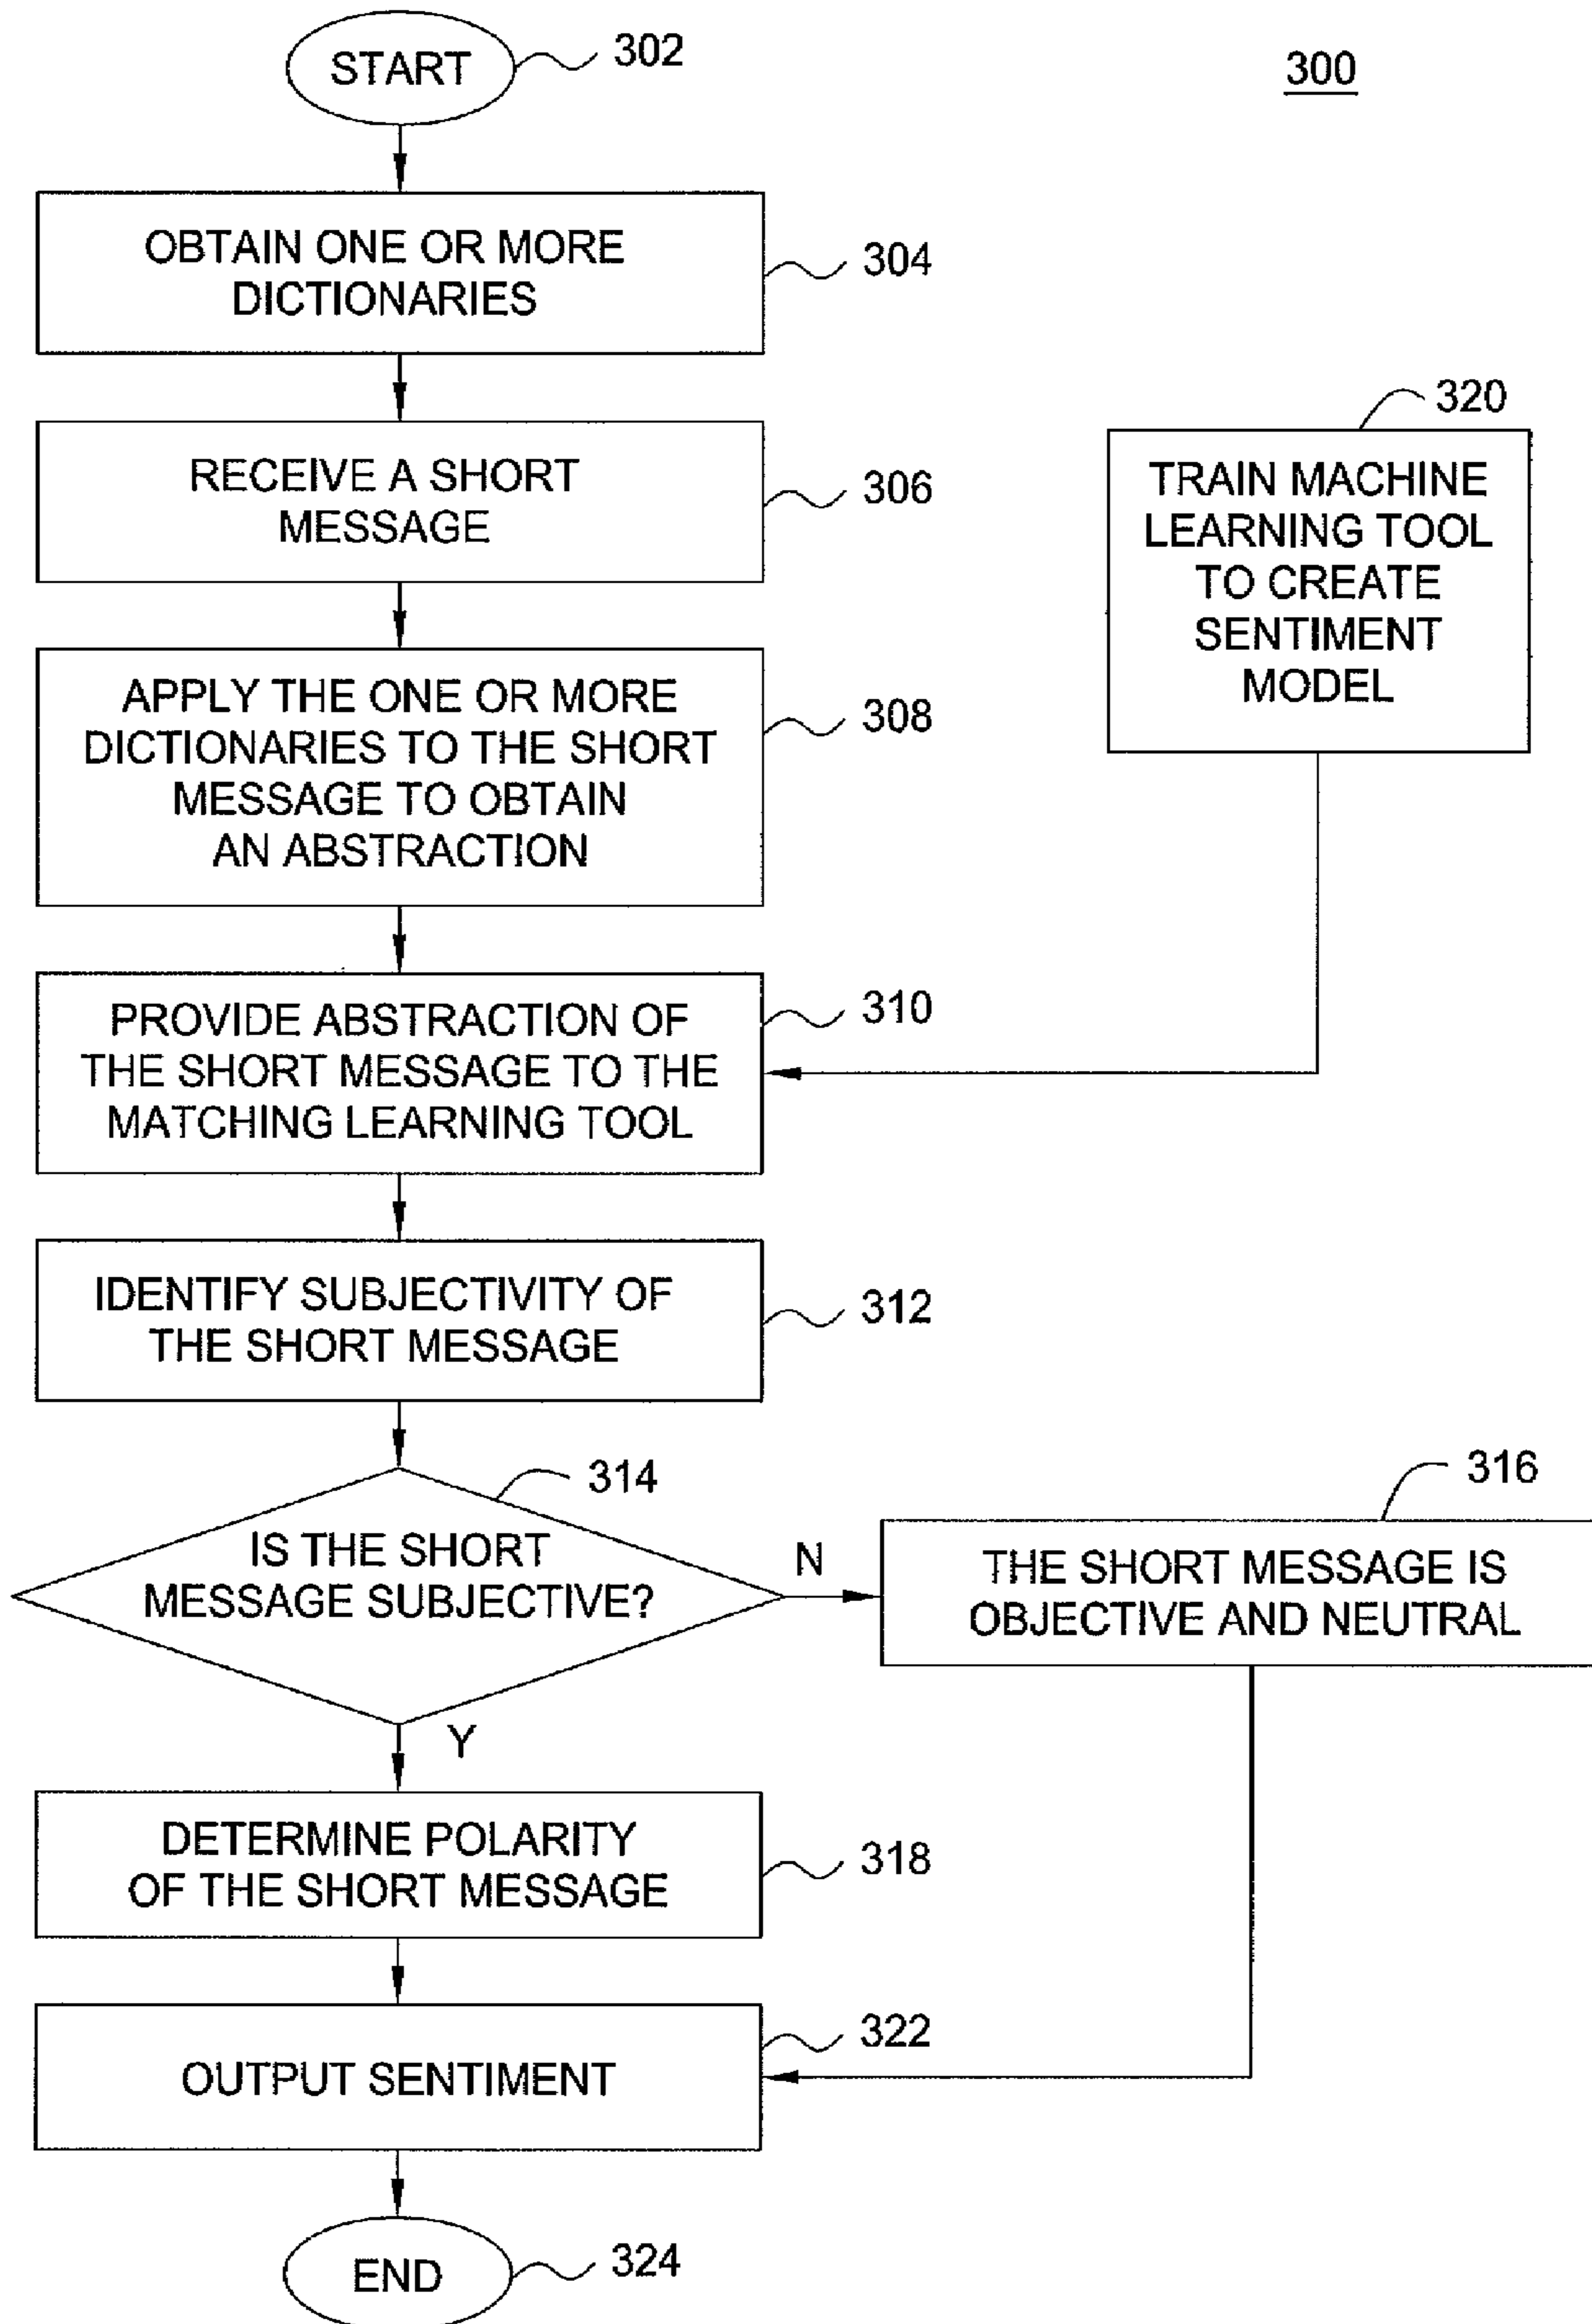 START
302
300
OBTAIN ONE OR MORE
DICTIONARIES
304
RECEIVE A SHORT
MESSAGE
306
320
TRAIN MACHINE
LEARNING TOOL
TO CREATE
SENTIMENT
MODEL
APPLY THE ONE OR MORE
DICTIONARIES TO THE SHORT
MESSAGE TO OBTAIN
AN ABSTRACTION
308
PROVIDE ABSTRACTION OF
THE SHORT MESSAGE TO THE
MATCHING LEARNING TOOL
310
IDENTIFY SUBJECTIVITY OF
THE SHORT MESSAGE
312
314
IS THE SHORT
MESSAGE SUBJECTIVE?
N
316
THE SHORT MESSAGE IS
OBJECTIVE AND NEUTRAL
Y
DETERMINE POLARITY
OF THE SHORT MESSAGE
318
OUTPUT SENTIMENT
322
END
324